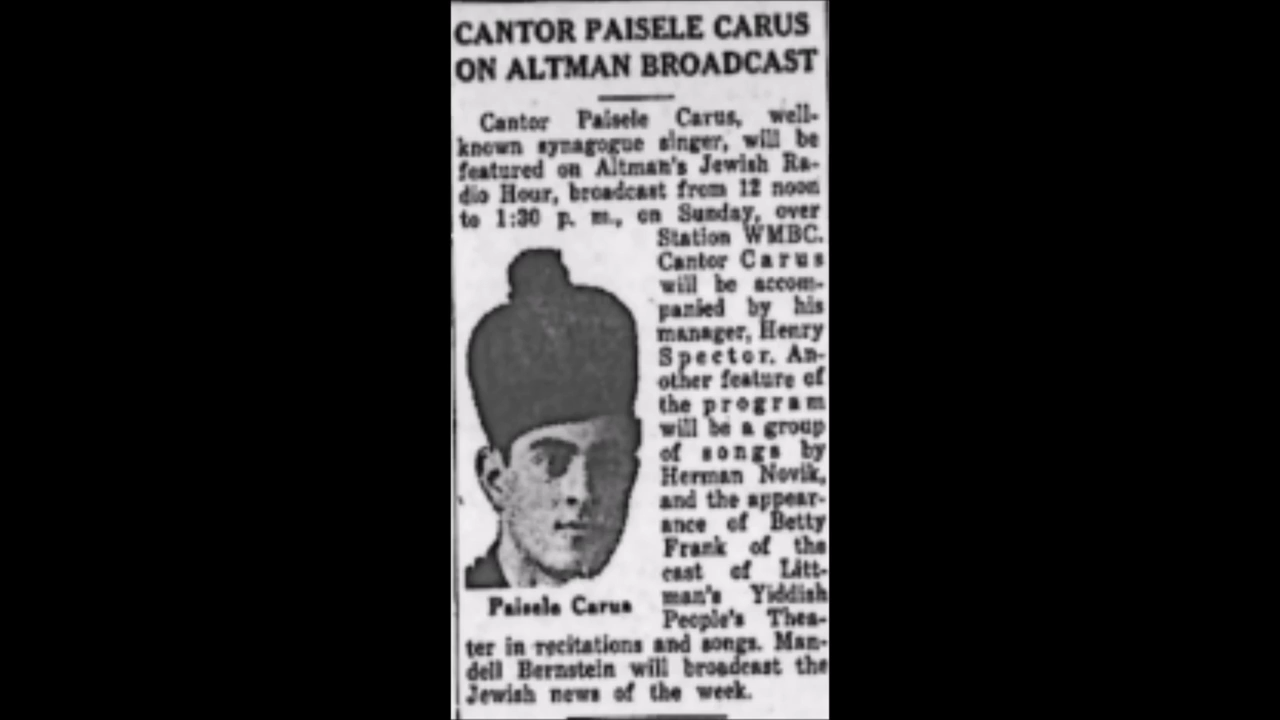 CANTOR PAISELE CARUS
ON ALTMAN BROADCAST
Cantor Paisele Carus, well-
known synagogue singer, will be
featured on Altman's Jewish Ra-
dio Hour, broadcast from 12 noon
to 1:30 p. m., on Sunday, over
Station WMBC.
Cantor Carus
will be accom-
panied by his
manager, Henry
Spector. An-
other feature of
the program
will be a group
of songs by
Herman Novik,
and the appear-
ance of Betty
Frank of the
cast of Litt-
man's Yiddish
People's Thea-
ter in recitations and songs. Man-
dell Bernstein will broadcast the
Jewish news of the week.
Paisele Carus